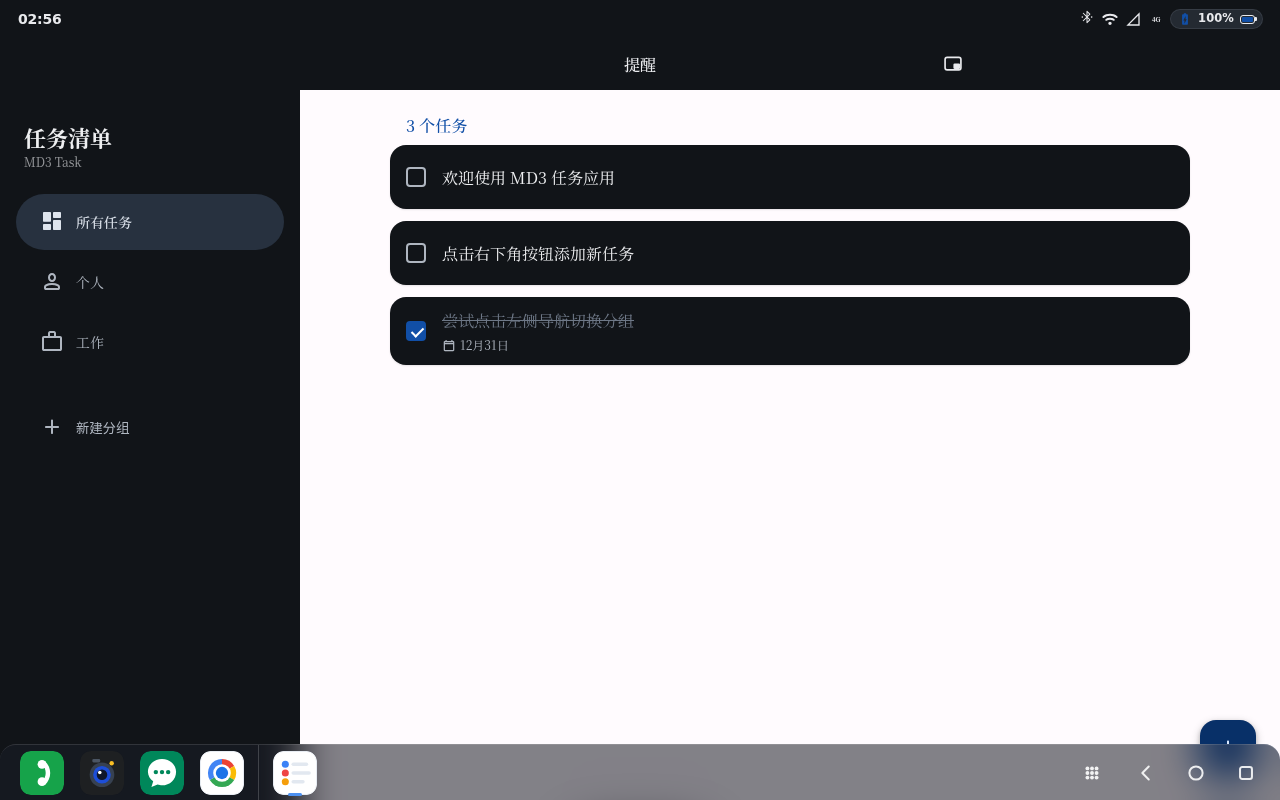 02:56
4G
100%
提醒
任务清单
MD3 Task
所有任务
个人
工作
新建分组
3 个任务
欢迎使用 MD3 任务应用
点击右下角按钮添加新任务
尝试点击左侧导航切换分组
12月31日